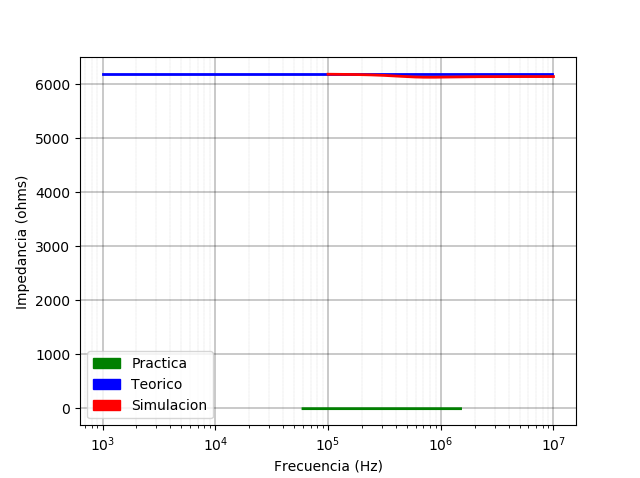 6000
5000
4000
3000
2000
1000
0
Impedancia (ohms)
Practica
Teorico
Simulacion
10³ 10⁴ 10⁵ 10⁶ 10⁷
Frecuencia (Hz)